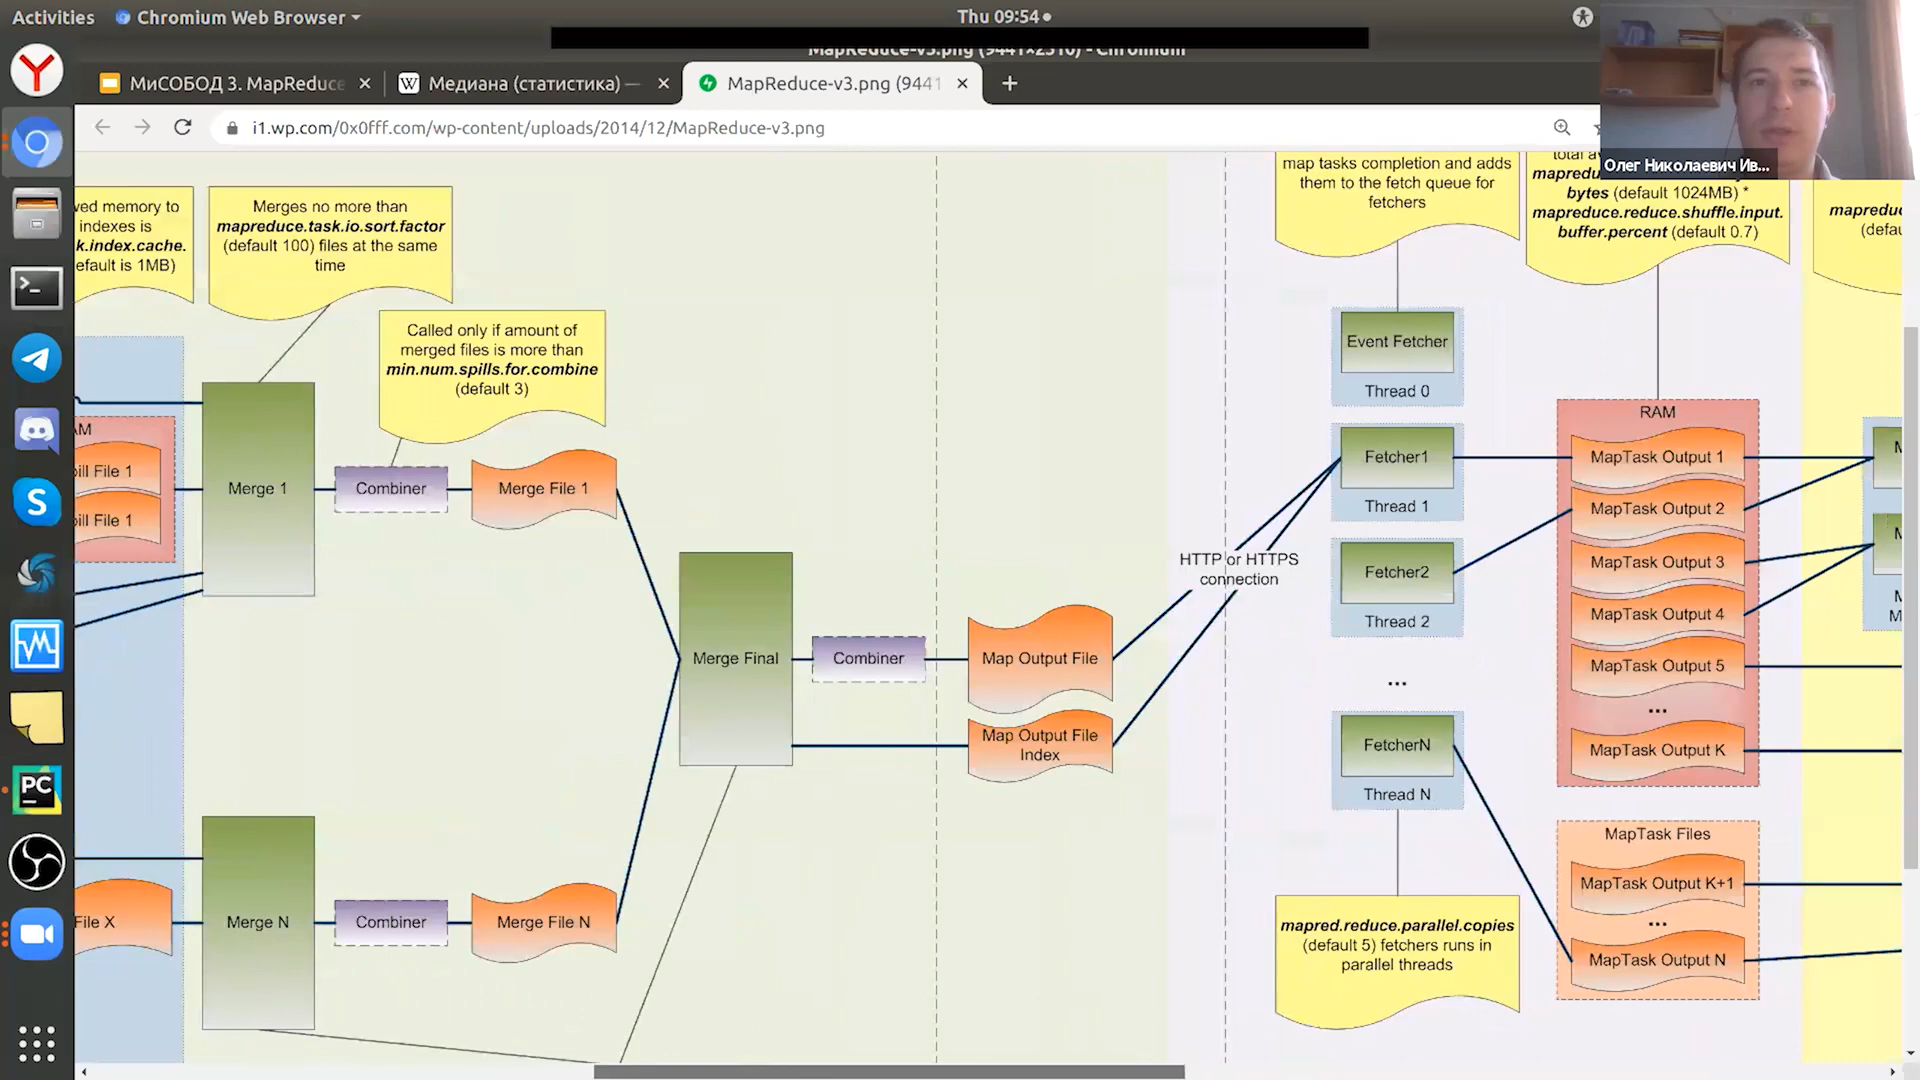 Activities
Chromium Web Browser
Thu 09:54
MapReduce-v3.png (9441×2510) - Chromium
МиСОБОД 3. MapReduce
Медиана (статистика) —
MapReduce-v3.png (9441
i1.wp.com/0x0fff.com/wp-content/uploads/2014/12/MapReduce-v3.png
Олег Николаевич Ив...
wed memory to
indexes is
k.index.cache.
efault is 1MB)
Merges no more than
mapreduce.task.io.sort.factor
(default 100) files at the same
time
Called only if amount of
merged files is more than
min.num.spills.for.combine
(default 3)
map tasks completion and adds
them to the fetch queue for
fetchers
total av
mapredu
bytes (default 1024MB) *
mapreduce.reduce.shuffle.input.
buffer.percent (default 0.7)
mapredu
(defau
AM
pill File 1
pill File 1
Merge 1
Combiner
Merge File 1
File X
Merge N
Combiner
Merge File N
Merge Final
Combiner
Map Output File
Map Output File
Index
HTTP or HTTPS
connection
Event Fetcher
Thread 0
Fetcher1
Thread 1
Fetcher2
Thread 2
...
FetcherN
Thread N
mapred.reduce.parallel.copies
(default 5) fetchers runs in
parallel threads
RAM
MapTask Output 1
MapTask Output 2
MapTask Output 3
MapTask Output 4
MapTask Output 5
...
MapTask Output K
MapTask Files
MapTask Output K+1
...
MapTask Output N
PC